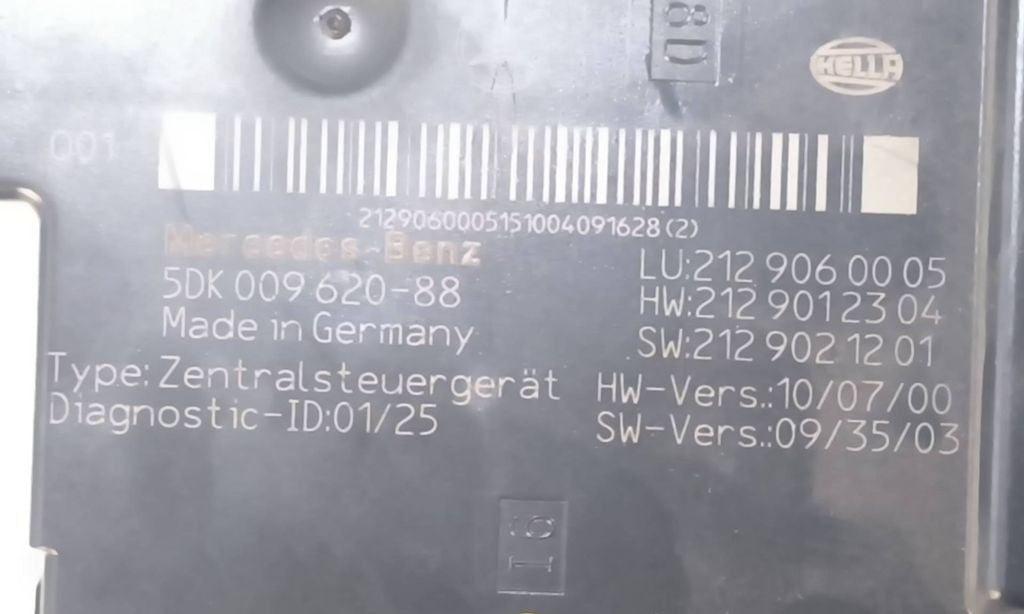 8D
HELLA
001
2129060005151004091628(2)
Mercedes-Benz
5DK 009 620-88
Made in Germany
LU:212 906 00 05
HW:212 901 23 04
SW:212 902 12 01
Type: Zentralsteuergerät
Diagnostic-ID:01/25
HW-Vers.:10/07/00
SW-Vers.:09/35/03
16